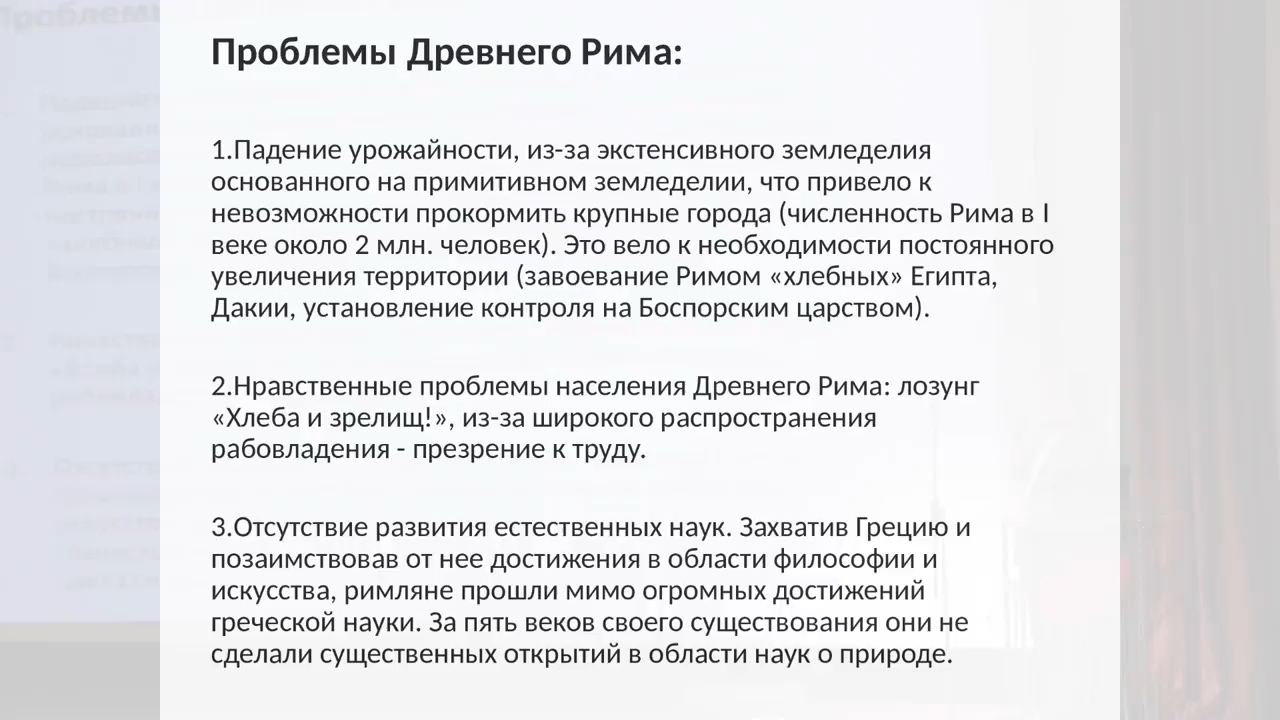 Проблемы Древнего Рима:
1.Падение урожайности, из-за экстенсивного земледелия
основанного на примитивном земледелии, что привело к
невозможности прокормить крупные города (численность Рима в I
веке около 2 млн. человек). Это вело к необходимости постоянного
увеличения территории (завоевание Римом «хлебных» Египта,
Дакии, установление контроля на Боспорским царством).
2.Нравственные проблемы населения Древнего Рима: лозунг
«Хлеба и зрелищ!», из-за широкого распространения
рабовладения - презрение к труду.
3.Отсутствие развития естественных наук. Захватив Грецию и
позаимствовав от нее достижения в области философии и
искусства, римляне прошли мимо огромных достижений
греческой науки. За пять веков своего существования они не
сделали существенных открытий в области наук о природе.